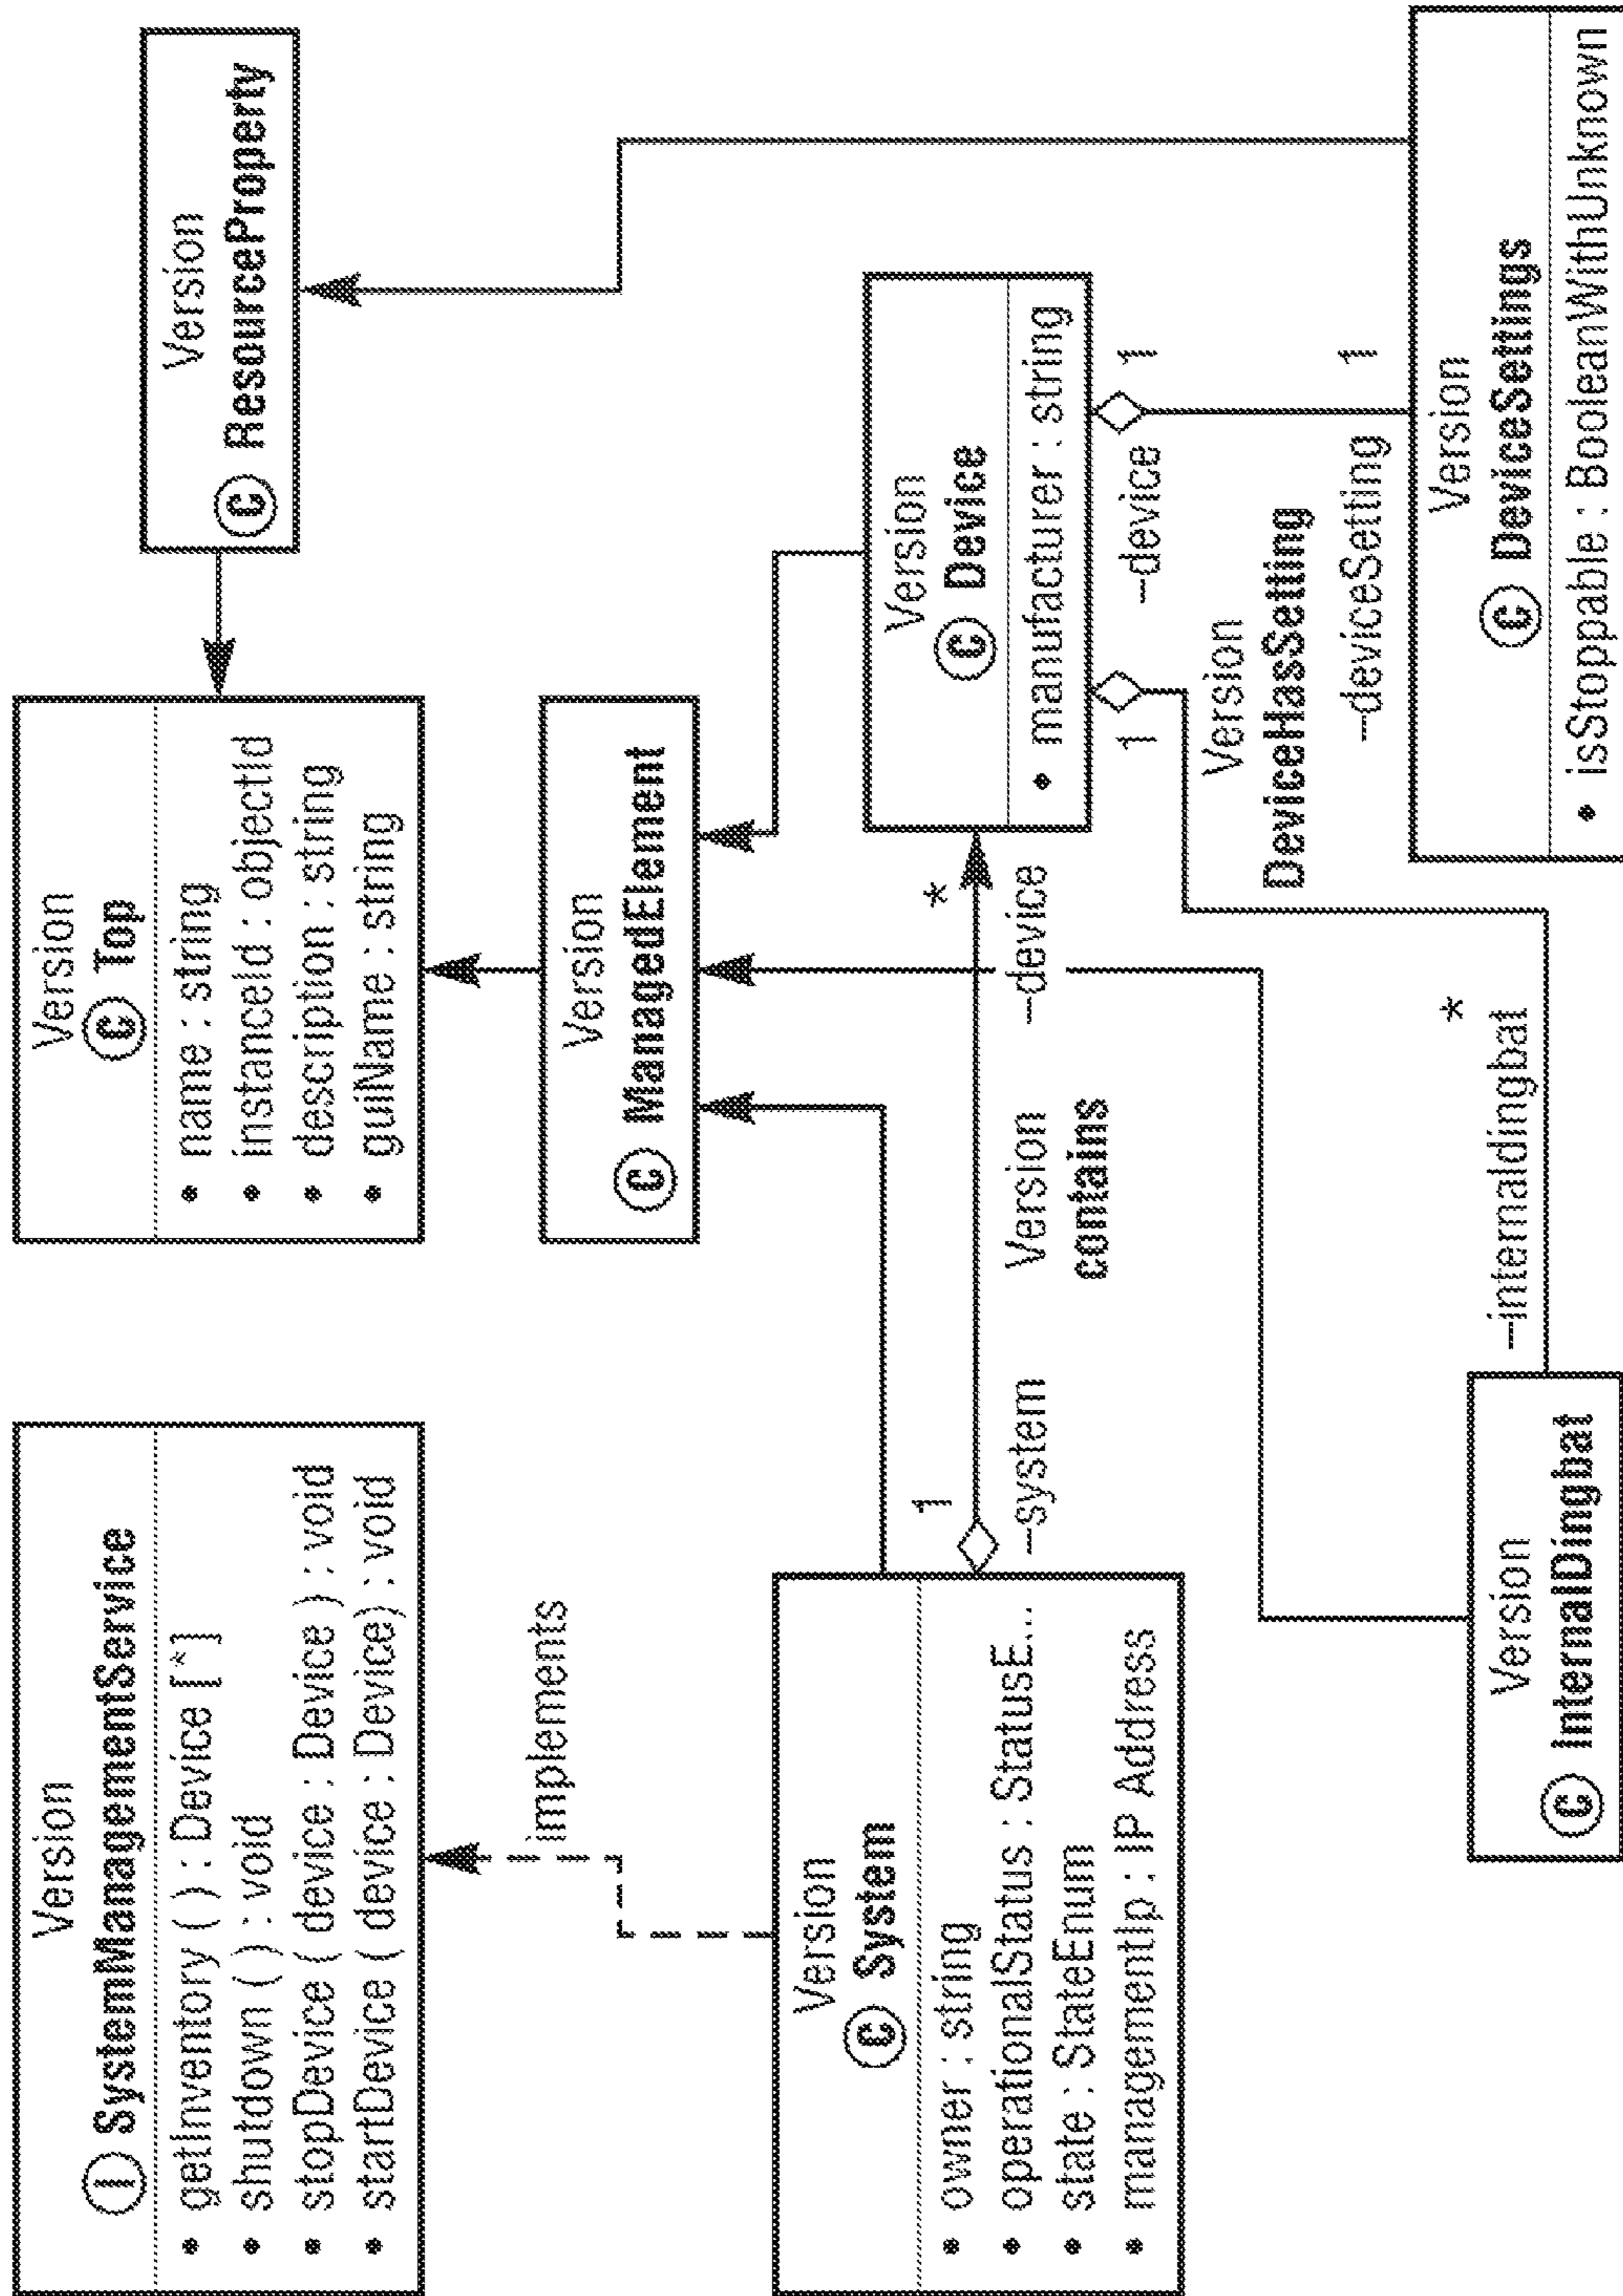 Version
Ⓘ SystemManagementService
• getInventory ( ) : Device [*]
• shutdown ( ) : void
• stopDevice ( device : Device ) : void
• startDevice ( device : Device) : void
Version
Ⓒ Top
• name : string
• instanceId : objectId
• description : string
• guiName : string
Version
Ⓒ ResourceProperty
implements
Version
Ⓒ ManagedElement
Version
Ⓒ System
• owner : string
• operationalStatus : StatusE...
• state : StateEnum
• managementIp : IP Address
1
--system
Version
contains
*
--device
Version
Ⓒ Device
• manufacturer : string
1
--device
1
Version
DeviceHasSetting
--deviceSetting
1
*
--internaldingbat
Version
Ⓒ InternalDingbat
Version
Ⓒ DeviceSettings
• isStoppable : BooleanWithUnknown